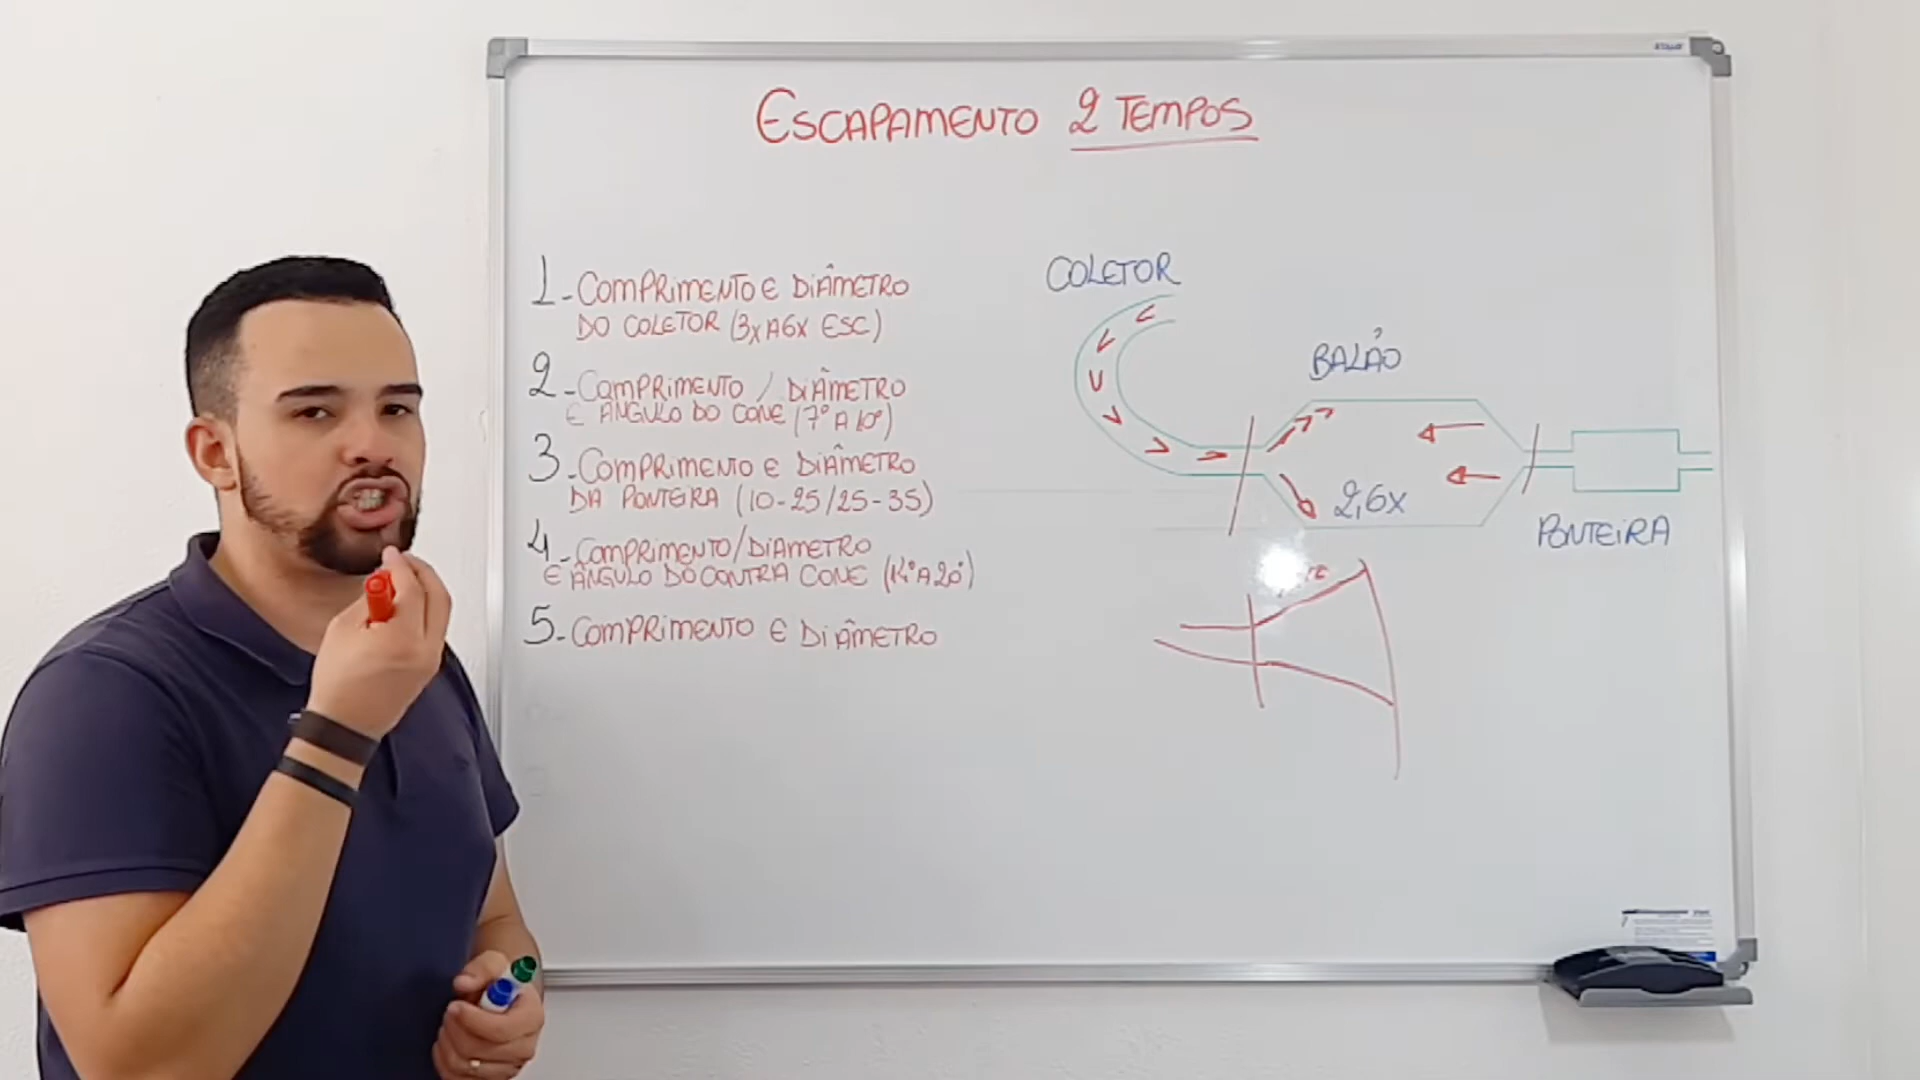 ESCAPAMENTO 2 TEMPOS
1-COMPRIMENTO E DIÂMETRO
DO COLETOR (3X A 6X ESC)
2-COMPRIMENTO / DIÂMETRO
E ANGULO DO CONE (7° A 10°)
3-COMPRIMENTO E DIÂMETRO
DA PONTEIRA (10-25/25-35)
4-COMPRIMENTO/DIAMETRO
E ÂNGULO DO CONTRA CONE (14° A 20°)
5-COMPRIMENTO E DIÂMETRO
COLETOR
BALÃO
2,6X
PONTEIRA